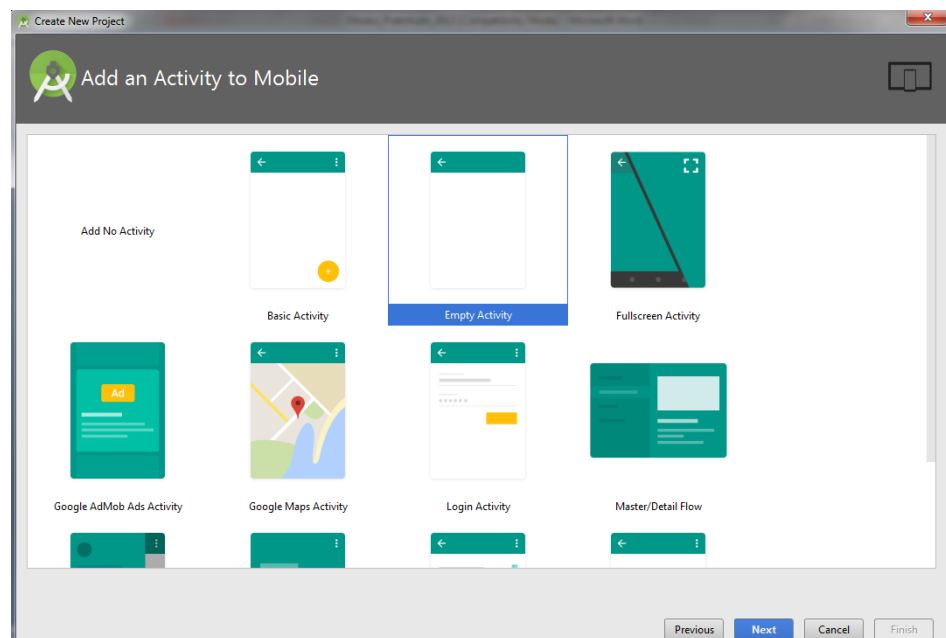 Create New Project
Add an Activity to Mobile
Add No Activity
Basic Activity
Empty Activity
Fullscreen Activity
Ad
Google AdMob Ads Activity
Google Maps Activity
Login Activity
Master/Detail Flow
Previous
Next
Cancel
Finish